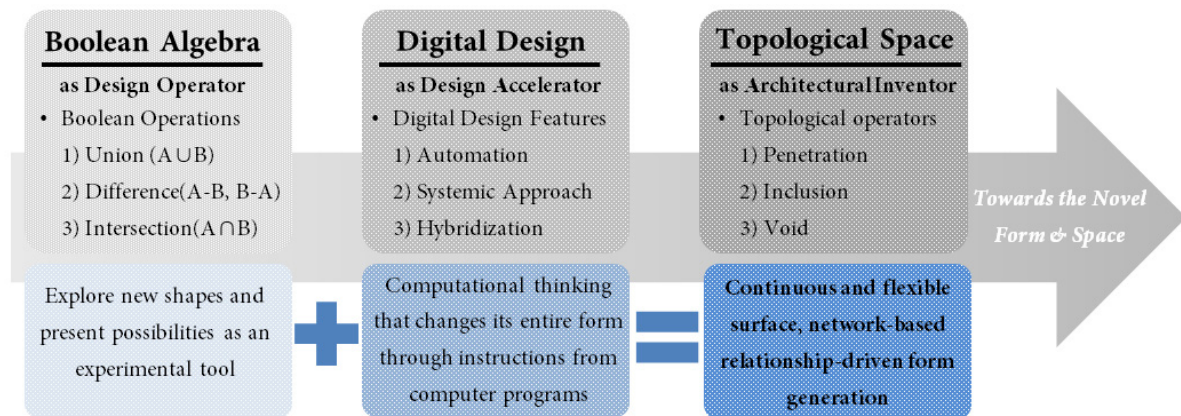 Boolean Algebra
as Design Operator
• Boolean Operations
1) Union (A∪B)
2) Difference(A-B, B-A)
3) Intersection(A∩B)
Digital Design
as Design Accelerator
• Digital Design Features
1) Automation
2) Systemic Approach
3) Hybridization
Topological Space
as Architectural Inventor
• Topological operators
1) Penetration
2) Inclusion
3) Void
Towards the Novel
Form & Space
Explore new shapes and
present possibilities as an
experimental tool
Computational thinking
that changes its entire form
through instructions from
computer programs
Continuous and flexible
surface, network-based
relationship-driven form
generation